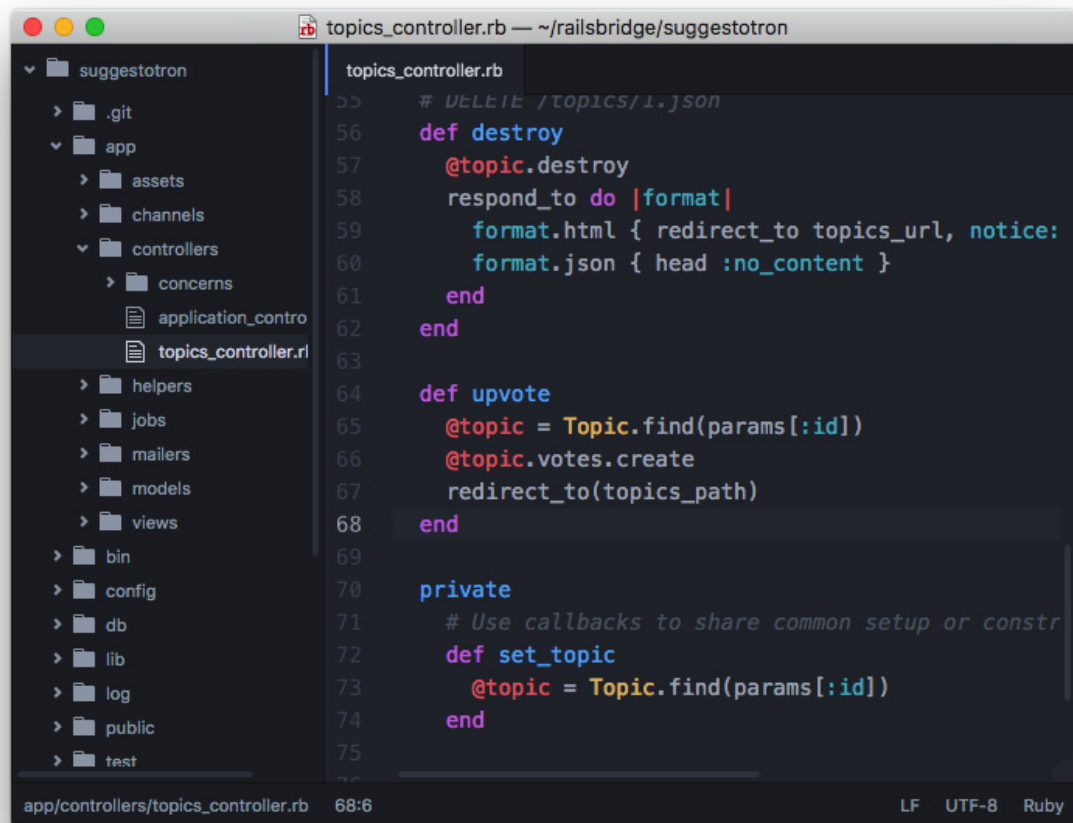 topics_controller.rb — ~/railsbridge/suggestotron
suggestotron
.git
app
assets
channels
controllers
concerns
application_contro
topics_controller.rl
helpers
jobs
mailers
models
views
bin
config
db
lib
log
public
test
topics_controller.rb
55 # DELETE /topics/1.json
56 def destroy
57 @topic.destroy
58 respond_to do |format|
59 format.html { redirect_to topics_url, notice:
60 format.json { head :no_content }
61 end
62 end
63
64 def upvote
65 @topic = Topic.find(params[:id])
66 @topic.votes.create
67 redirect_to(topics_path)
68 end
69
70 private
71 # Use callbacks to share common setup or constr
72 def set_topic
73 @topic = Topic.find(params[:id])
74 end
75
app/controllers/topics_controller.rb 68:6 LF UTF-8 Ruby